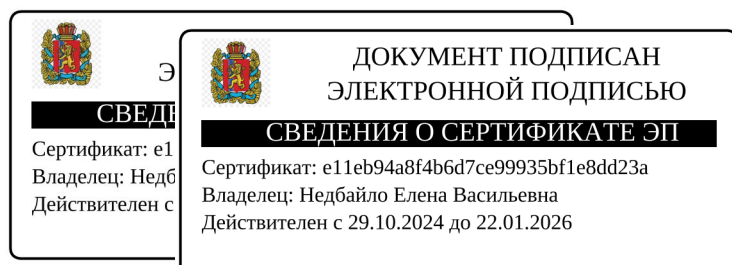 Э
СВЕДЕ
Сертификат: e1
Владелец: Недб
Действителен с
ДОКУМЕНТ ПОДПИСАН
ЭЛЕКТРОННОЙ ПОДПИСЬЮ
СВЕДЕНИЯ О СЕРТИФИКАТЕ ЭП
Сертификат: e11eb94a8f4b6d7ce99935bf1e8dd23a
Владелец: Недбайло Елена Васильевна
Действителен с 29.10.2024 до 22.01.2026